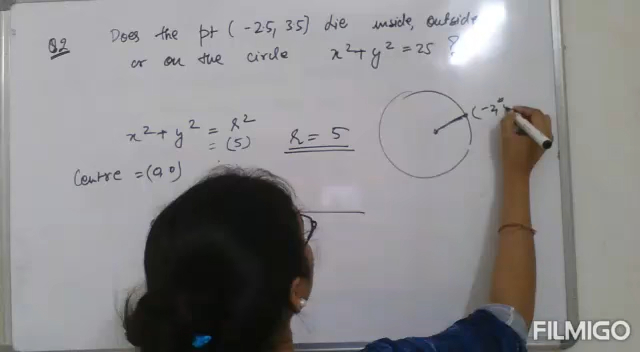 Q2 Does the pt (-25, 35) lie inside, outside
or on the circle x² + y² = 25 ?
x² + y² = r²
= (5)
r = 5
Centre = (0, 0)
(-2
FILMIGO